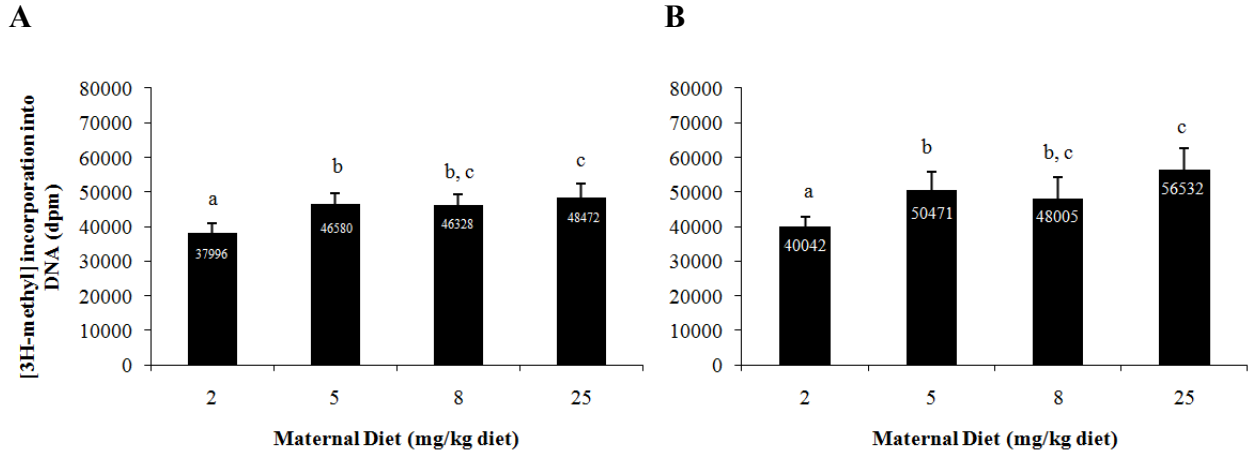 A
[3H-methyl] incorporation into
DNA (dpm)
80000
70000
60000
50000
40000
30000
20000
10000
0
a
b
b, c
c
37996
46580
46328
48472
2
5
8
25
Maternal Diet (mg/kg diet)
B
80000
70000
60000
50000
40000
30000
20000
10000
0
a
b
b, c
c
40042
50471
48005
56532
2
5
8
25
Maternal Diet (mg/kg diet)